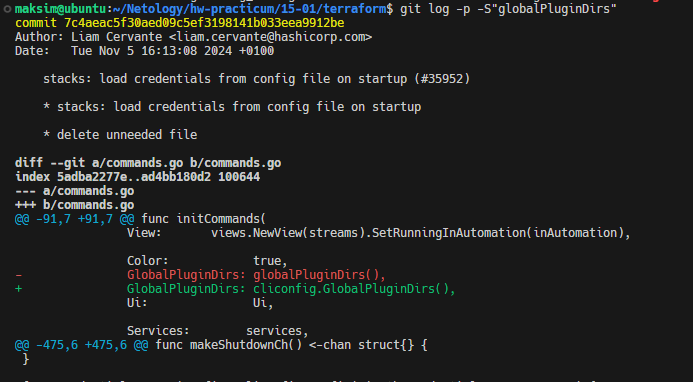 maksim@ubuntu:~/Netology/hw-practicum/15-01/terraform$ git log -p -S"globalPluginDirs"
commit 7c4aeac5f30aed09c5ef3198141b033eea9912be
Author: Liam Cervante <liam.cervante@hashicorp.com>
Date:   Tue Nov 5 16:13:08 2024 +0100

    stacks: load credentials from config file on startup (#35952)

    * stacks: load credentials from config file on startup

    * delete unneeded file

diff --git a/commands.go b/commands.go
index 5adba2277e..ad4bb180d2 100644
--- a/commands.go
+++ b/commands.go
@@ -91,7 +91,7 @@ func initCommands(
                View:       views.NewView(streams).SetRunningInAutomation(inAutomation),

                Color:            true,
-               GlobalPluginDirs: globalPluginDirs(),
+               GlobalPluginDirs: cliconfig.GlobalPluginDirs(),
                Ui:               Ui,

                Services:        services,
@@ -475,6 +475,6 @@ func makeShutdownCh() <-chan struct{} {
 }